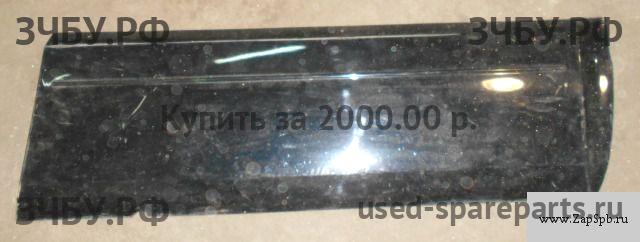 ЗЧБУ.РФ ЗЧБУ.РФ
Купить за 2000.00 р.
ЗЧБУ.РФ used-spareparts.ru
www.ZapSpb.ru